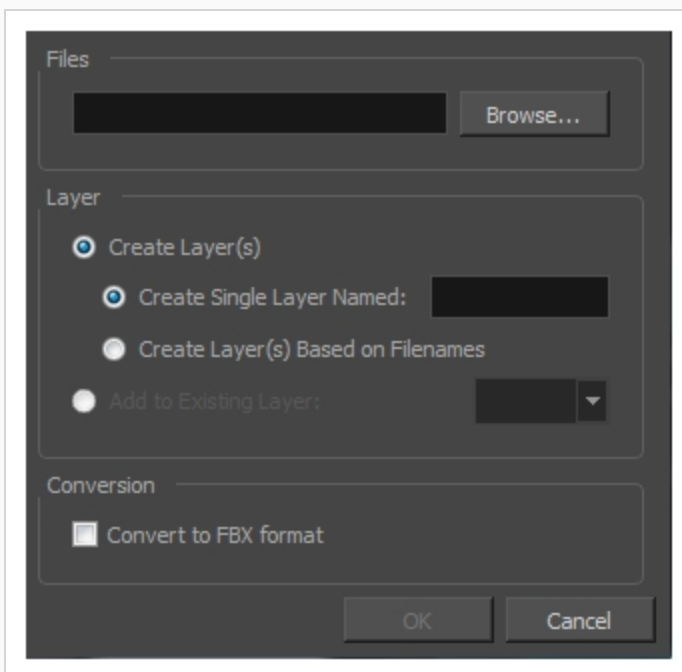 Files
Browse...
Layer
Create Layer(s)
Create Single Layer Named:
Create Layer(s) Based on Filenames
Add to Existing Layer:
Conversion
Convert to FBX format
OK Cancel